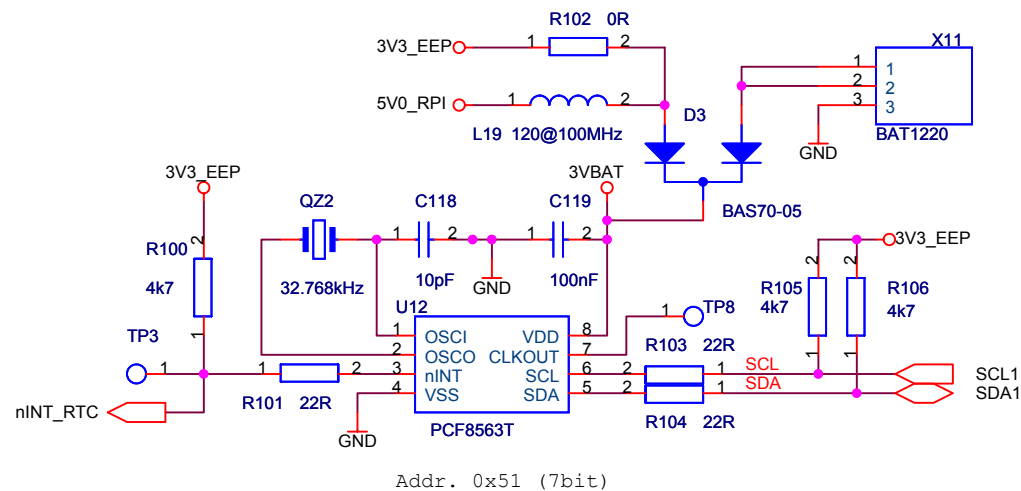 R102 0R
3V3_EEP 1 2
5V0_RPI 1 2
L19 120@100MHz
D3
BAS70-05
X11
1 1
2 2
3 3
BAT1220
GND
3V3_EEP
R100
4k7
2
1
QZ2
32.768kHz
C118
1 2
10pF
GND
C119
1 2
100nF
3VBAT
U12
1 OSCI VDD 8
2 OSCO CLKOUT 7
3 nINT SCL 6
4 VSS SDA 5
PCF8563T
GND
TP3
1
1 2
R101 22R
nINT_RTC
TP8
1
R103 22R
2 1
SCL
2 1
SDA
R104 22R
3V3_EEP
R105
4k7
2
1
R106
4k7
2
1
SCL1
SDA1
Addr. 0x51 (7bit)